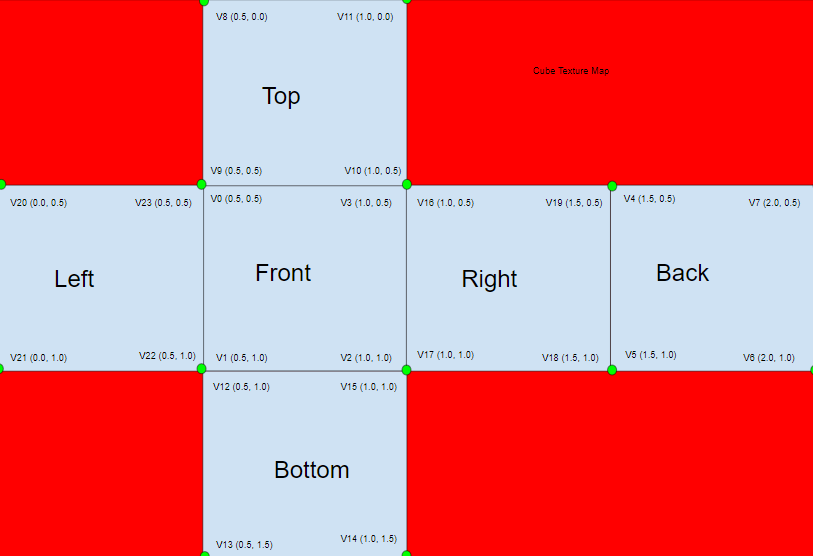 V8 (0.5, 0.0) V11 (1.0, 0.0)
Cube Texture Map
Top
V9 (0.5, 0.5) V10 (1.0, 0.5)
V20 (0.0, 0.5) V23 (0.5, 0.5) V0 (0.5, 0.5) V3 (1.0, 0.5) V16 (1.0, 0.5) V19 (1.5, 0.5) V4 (1.5, 0.5) V7 (2.0, 0.5)
Left Front Right Back
V21 (0.0, 1.0) V22 (0.5, 1.0) V1 (0.5, 1.0) V2 (1.0, 1.0) V17 (1.0, 1.0) V18 (1.5, 1.0) V5 (1.5, 1.0) V6 (2.0, 1.0)
V12 (0.5, 1.0) V15 (1.0, 1.0)
Bottom
V13 (0.5, 1.5) V14 (1.0, 1.5)